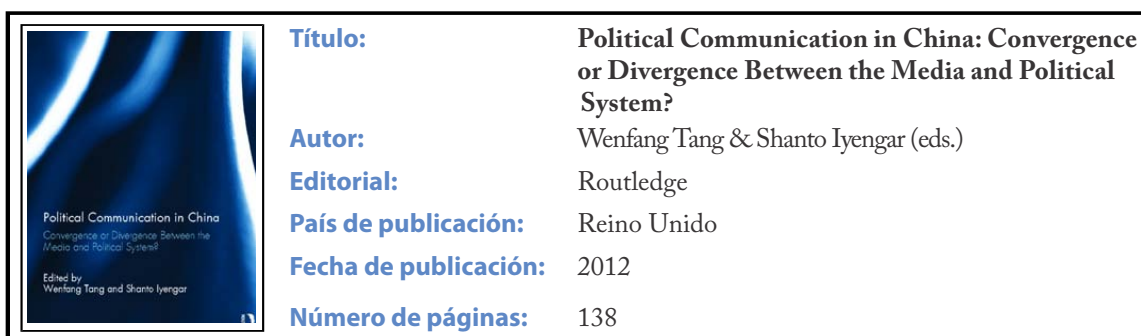 Political Communication in China
Convergence or Divergence Between the
Media and Political System?
Edited by
Wenfang Tang and Shanto Iyengar
Título:
Political Communication in China: Convergence
or Divergence Between the Media and Political
System?
Autor:
Wenfang Tang & Shanto Iyengar (eds.)
Editorial:
Routledge
País de publicación:
Reino Unido
Fecha de publicación:
2012
Número de páginas:
138